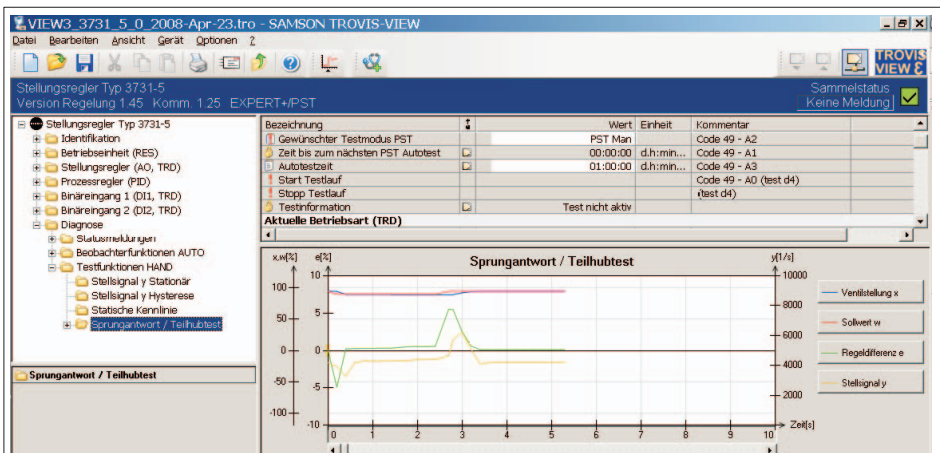 VIEW3_3731_5_0_2008-Apr-23.tro - SAMSON TROVIS-VIEW
Datei Bearbeiten Ansicht Gerät Optionen ?
TROVIS
VIEW 3
Stellungsregler Typ 3731-5
Version Regelung 1.45 Komm. 1.25 EXPERT+/PST
Sammelstatus
Keine Meldung
Stellungsregler Typ 3731-5
Identifikation
Betriebseinheit (RES)
Stellungsregler (AO, TRD)
Prozessregler (PID)
Binäreingang 1 (DI1, TRD)
Binäreingang 2 (DI2, TRD)
Diagnose
Statusmeldungen
Beobachterfunktionen AUTO
Testfunktionen HAND
Stellsignal y Stationär
Stellsignal y Hysterese
Statische Kennlinie
Sprungantwort / Teilhubtest
Sprungantwort / Teilhubtest
Bezeichnung Wert Einheit Kommentar
Gewünschter Testmodus PST PST Man Code 49 - A2
Zeit bis zum nächsten PST Autotest 00:00:00 d.h:min... Code 49 - A1
Autotestzeit 01:00:00 d.h:min... Code 49 - A3
Start Testlauf Code 49 - A0 (test d4)
Stopp Testlauf (test d4)
Testinformation Test nicht aktiv
Aktuelle Betriebsart (TRD)
x,w[%] e[%] Sprungantwort / Teilhubtest y[1/s]
10 10000
100
8000
5
50
6000
0 0
4000
-50 -5
2000
-100
-10 Zeit[s]
0 1 2 3 4 5 6 7 8 9 10
Ventilstellung x
Sollwert w
Regeldifferenz e
Stellsignal y